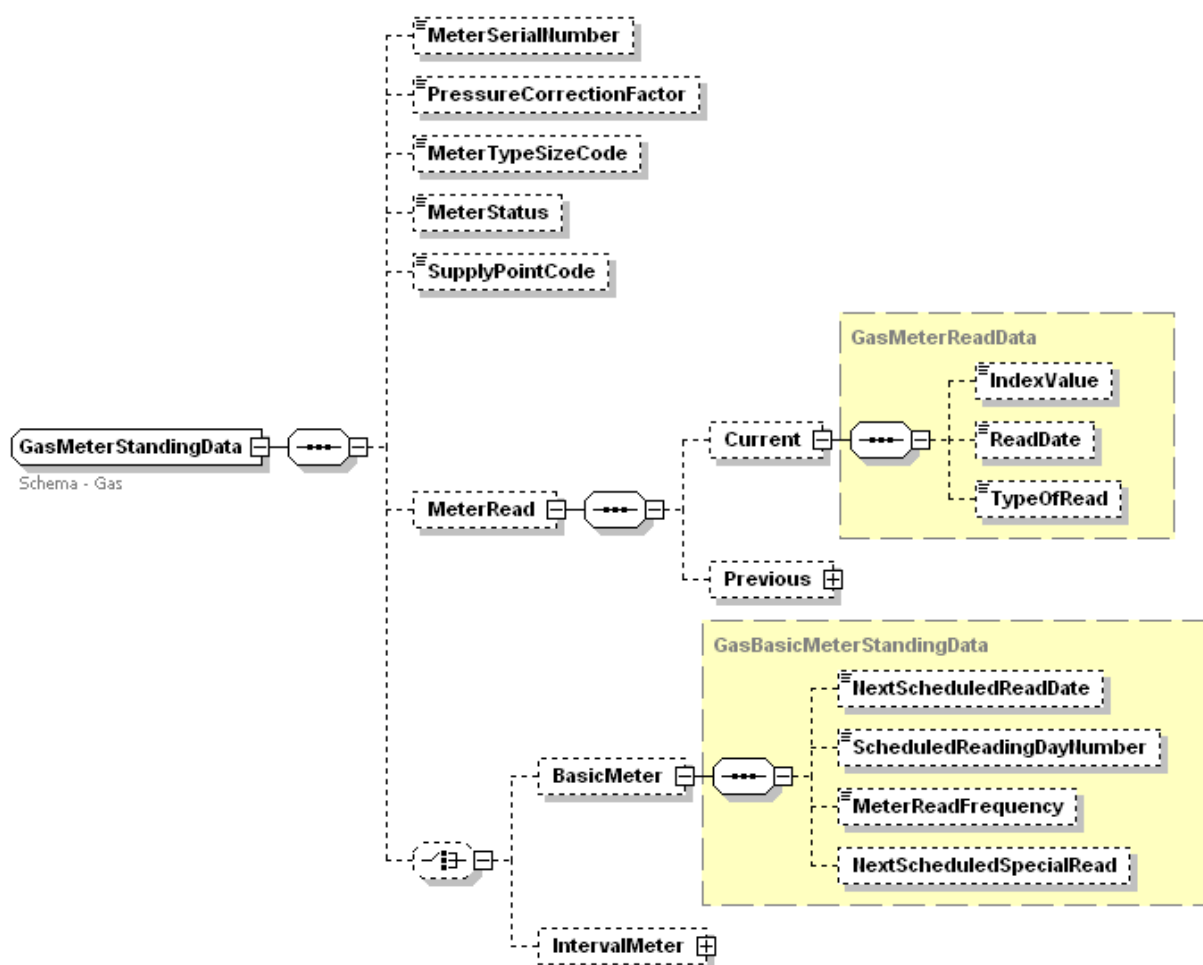 MeterSerialNumber
PressureCorrectionFactor
MeterTypeSizeCode
MeterStatus
SupplyPointCode
GasMeterStandingData
Schema - Gas
MeterRead
GasMeterReadData
Current
IndexValue
ReadDate
TypeOfRead
Previous
GasBasicMeterStandingData
BasicMeter
NextScheduledReadDate
ScheduledReadingDayNumber
MeterReadFrequency
NextScheduledSpecialRead
IntervalMeter